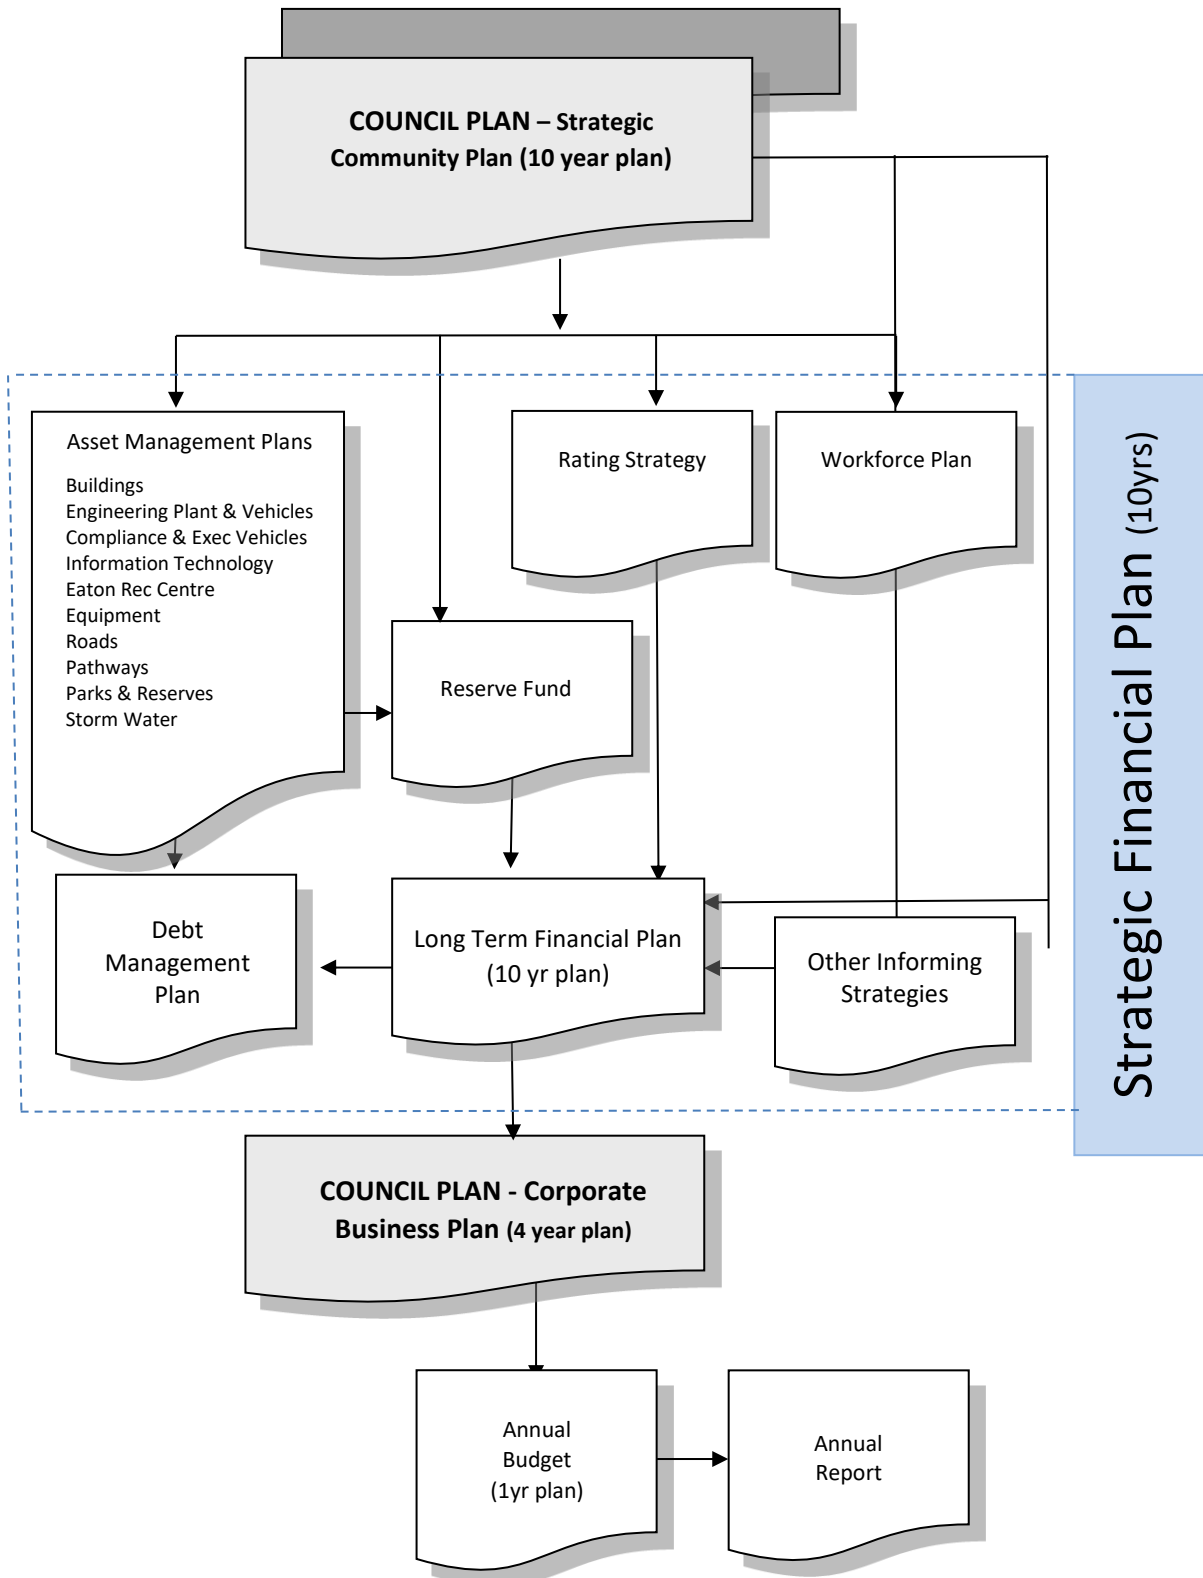 COUNCIL PLAN – Strategic
Community Plan (10 year plan)
Asset Management Plans
Buildings
Engineering Plant & Vehicles
Compliance & Exec Vehicles
Information Technology
Eaton Rec Centre
Equipment
Roads
Pathways
Parks & Reserves
Storm Water
Rating Strategy
Workforce Plan
Reserve Fund
Debt
Management
Plan
Long Term Financial Plan
(10 yr plan)
Other Informing
Strategies
Strategic Financial Plan (10yrs)
COUNCIL PLAN - Corporate
Business Plan (4 year plan)
Annual
Budget
(1yr plan)
Annual
Report